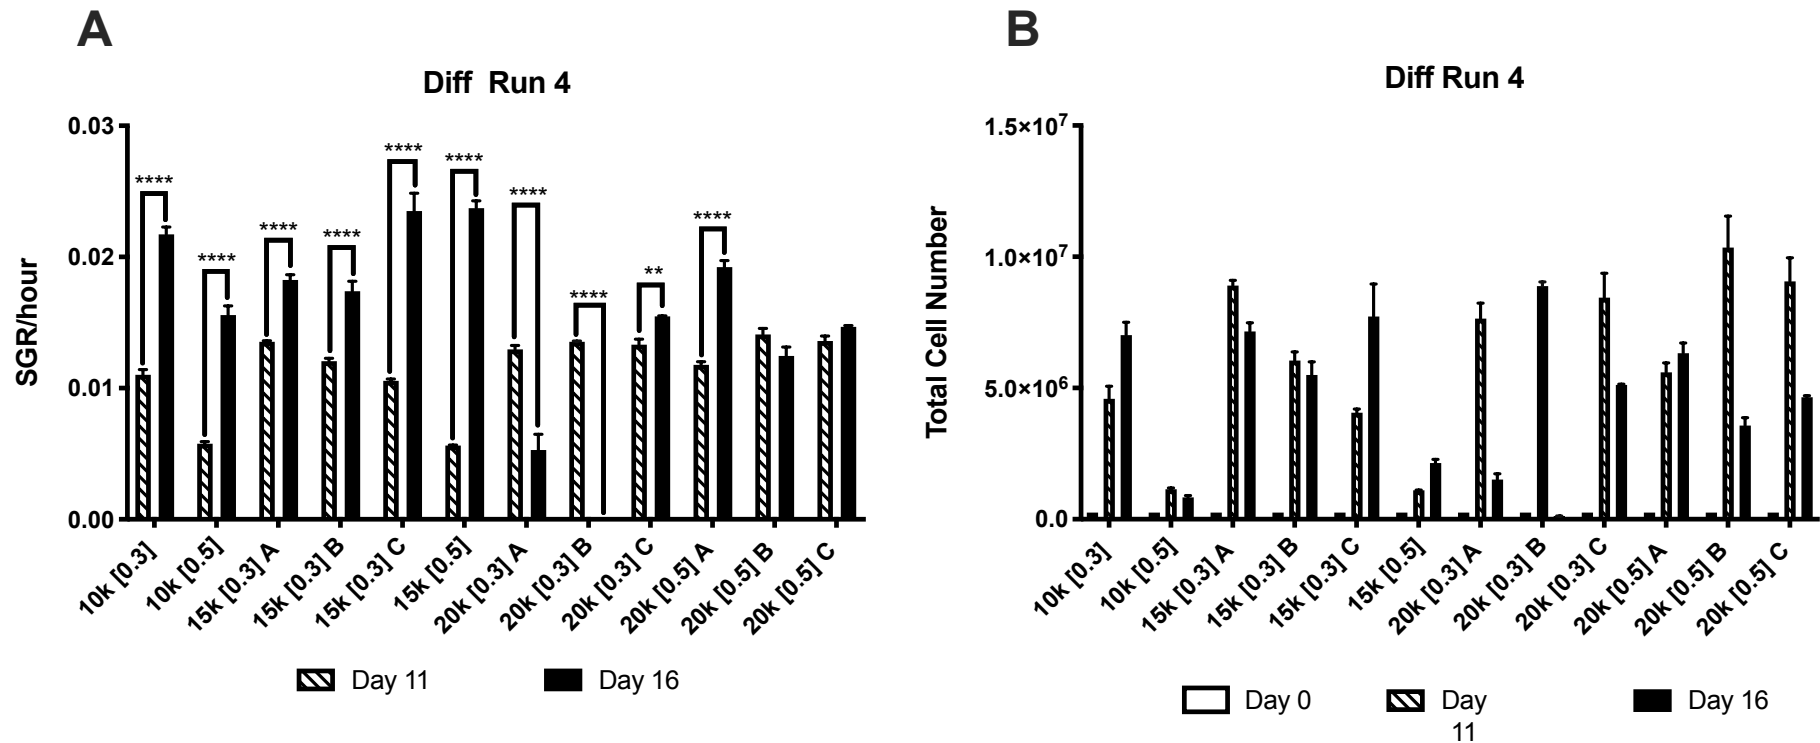 A
Diff Run 4
SGR/hour
0.03
0.02
0.01
0.00
****
****
****
****
****
****
****
****
**
****
10k [0.3]
10k [0.5]
15k [0.3] A
15k [0.3] B
15k [0.3] C
15k [0.5]
20k [0.3] A
20k [0.3] B
20k [0.3] C
20k [0.5] A
20k [0.5] B
20k [0.5] C
Day 11
Day 16
B
Diff Run 4
Total Cell Number
1.5×10⁷
1.0×10⁷
5.0×10⁶
0.0
10k [0.3]
10k [0.5]
15k [0.3] A
15k [0.3] B
15k [0.3] C
15k [0.5]
20k [0.3] A
20k [0.3] B
20k [0.3] C
20k [0.5] A
20k [0.5] B
20k [0.5] C
Day 0
Day
11
Day 16